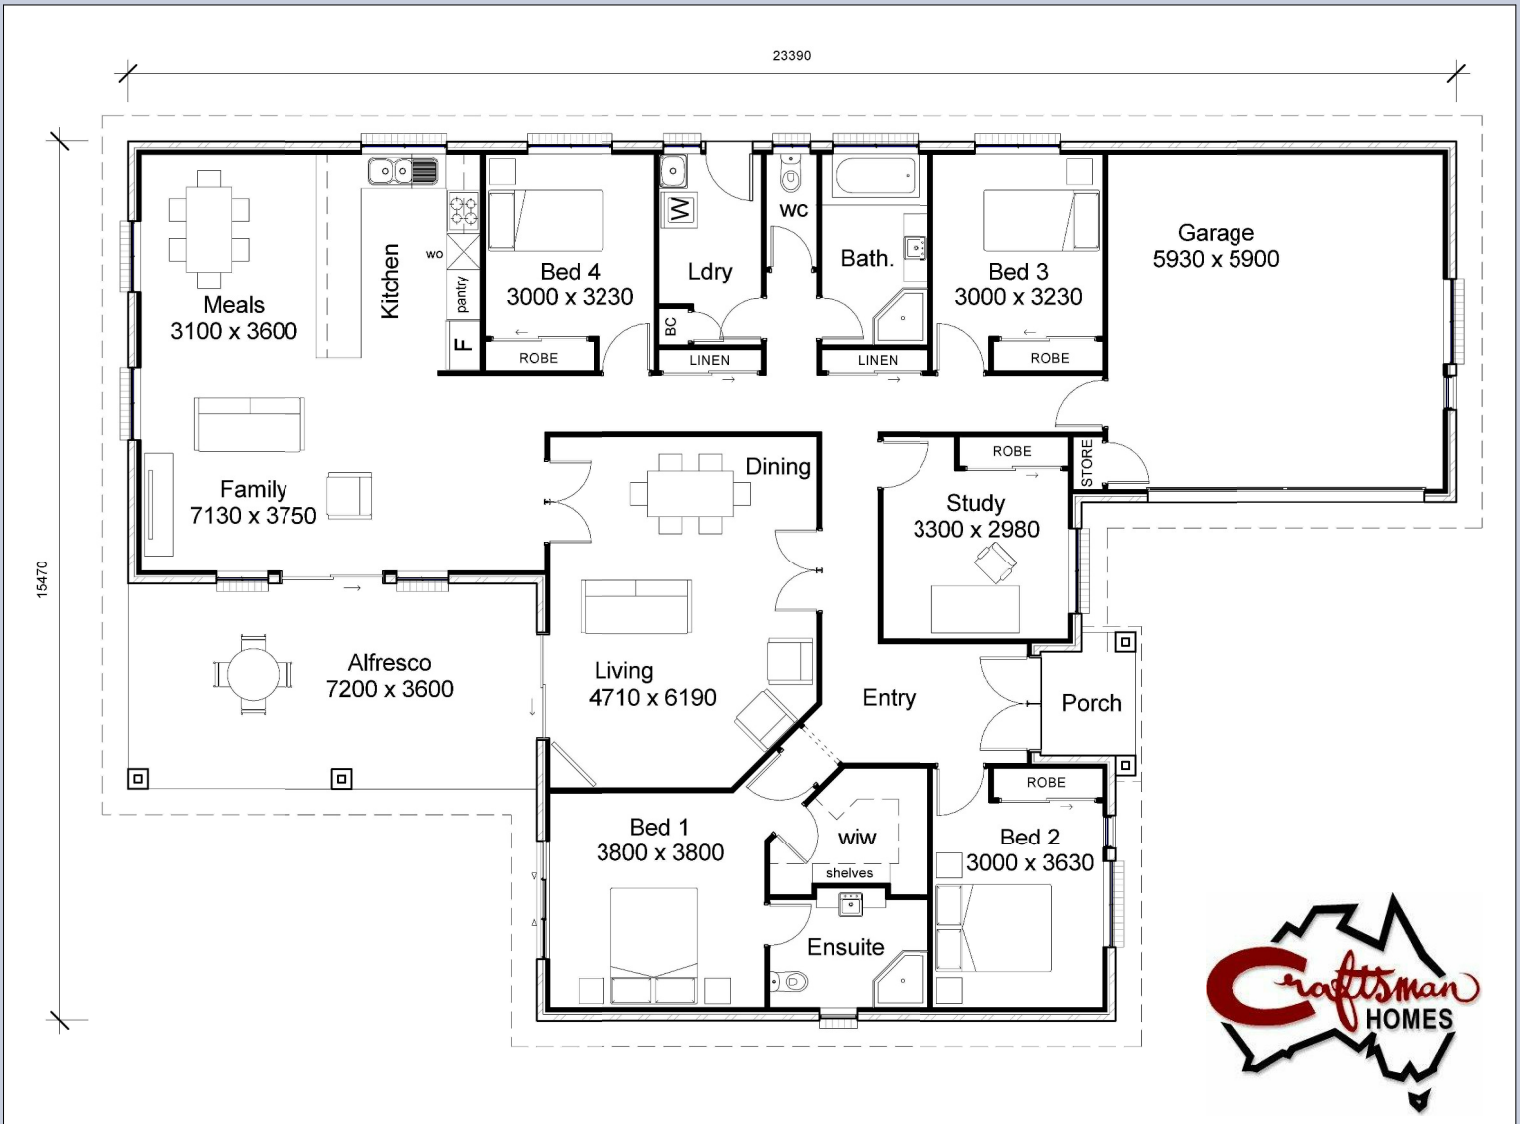 23390
15470
Meals
3100 x 3600
Kitchen
wo
pantry
F
Bed 4
3000 x 3230
ROBE
W
Ldry
BC
LINEN
wc
Bath.
LINEN
Bed 3
3000 x 3230
ROBE
Garage
5930 x 5900
Family
7130 x 3750
Dining
ROBE
STORE
Study
3300 x 2980
Alfresco
7200 x 3600
Living
4710 x 6190
Entry
Porch
Bed 1
3800 x 3800
wiw
shelves
Ensuite
ROBE
Bed 2
3000 x 3630
Craftsman
HOMES